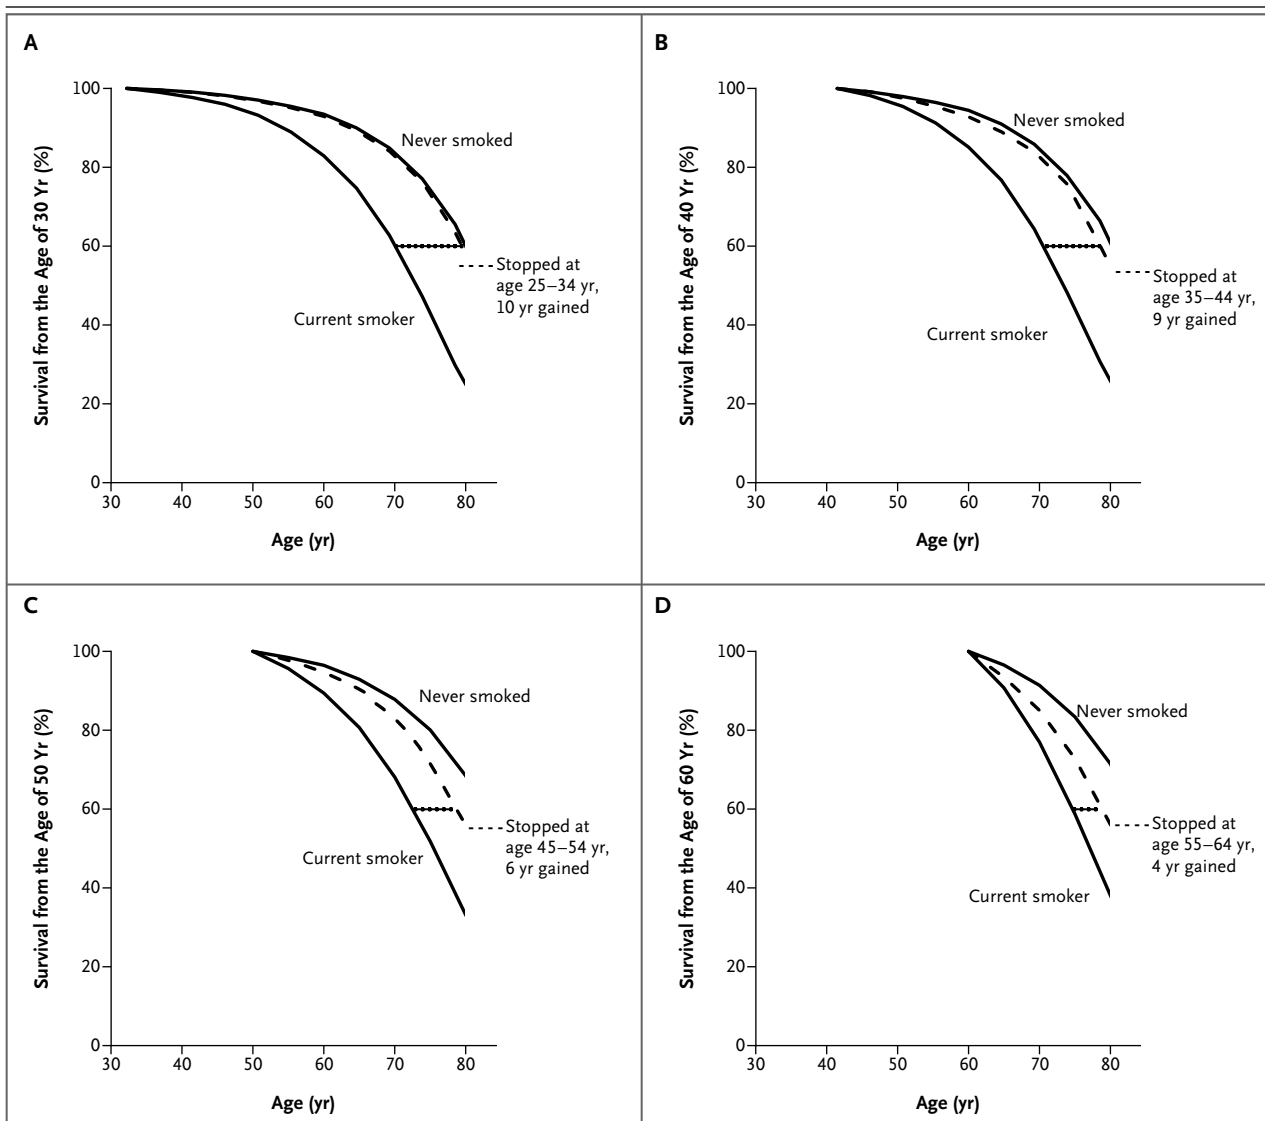 A
Survival from the Age of 30 Yr (%)
100
80
60
40
20
0
30 40 50 60 70 80
Age (yr)
Never smoked
Stopped at
age 25–34 yr,
10 yr gained
Current smoker
B
Survival from the Age of 40 Yr (%)
100
80
60
40
20
0
30 40 50 60 70 80
Age (yr)
Never smoked
Stopped at
age 35–44 yr,
9 yr gained
Current smoker
C
Survival from the Age of 50 Yr (%)
100
80
60
40
20
0
30 40 50 60 70 80
Age (yr)
Never smoked
Stopped at
age 45–54 yr,
6 yr gained
Current smoker
D
Survival from the Age of 60 Yr (%)
100
80
60
40
20
0
30 40 50 60 70 80
Age (yr)
Never smoked
Stopped at
age 55–64 yr,
4 yr gained
Current smoker